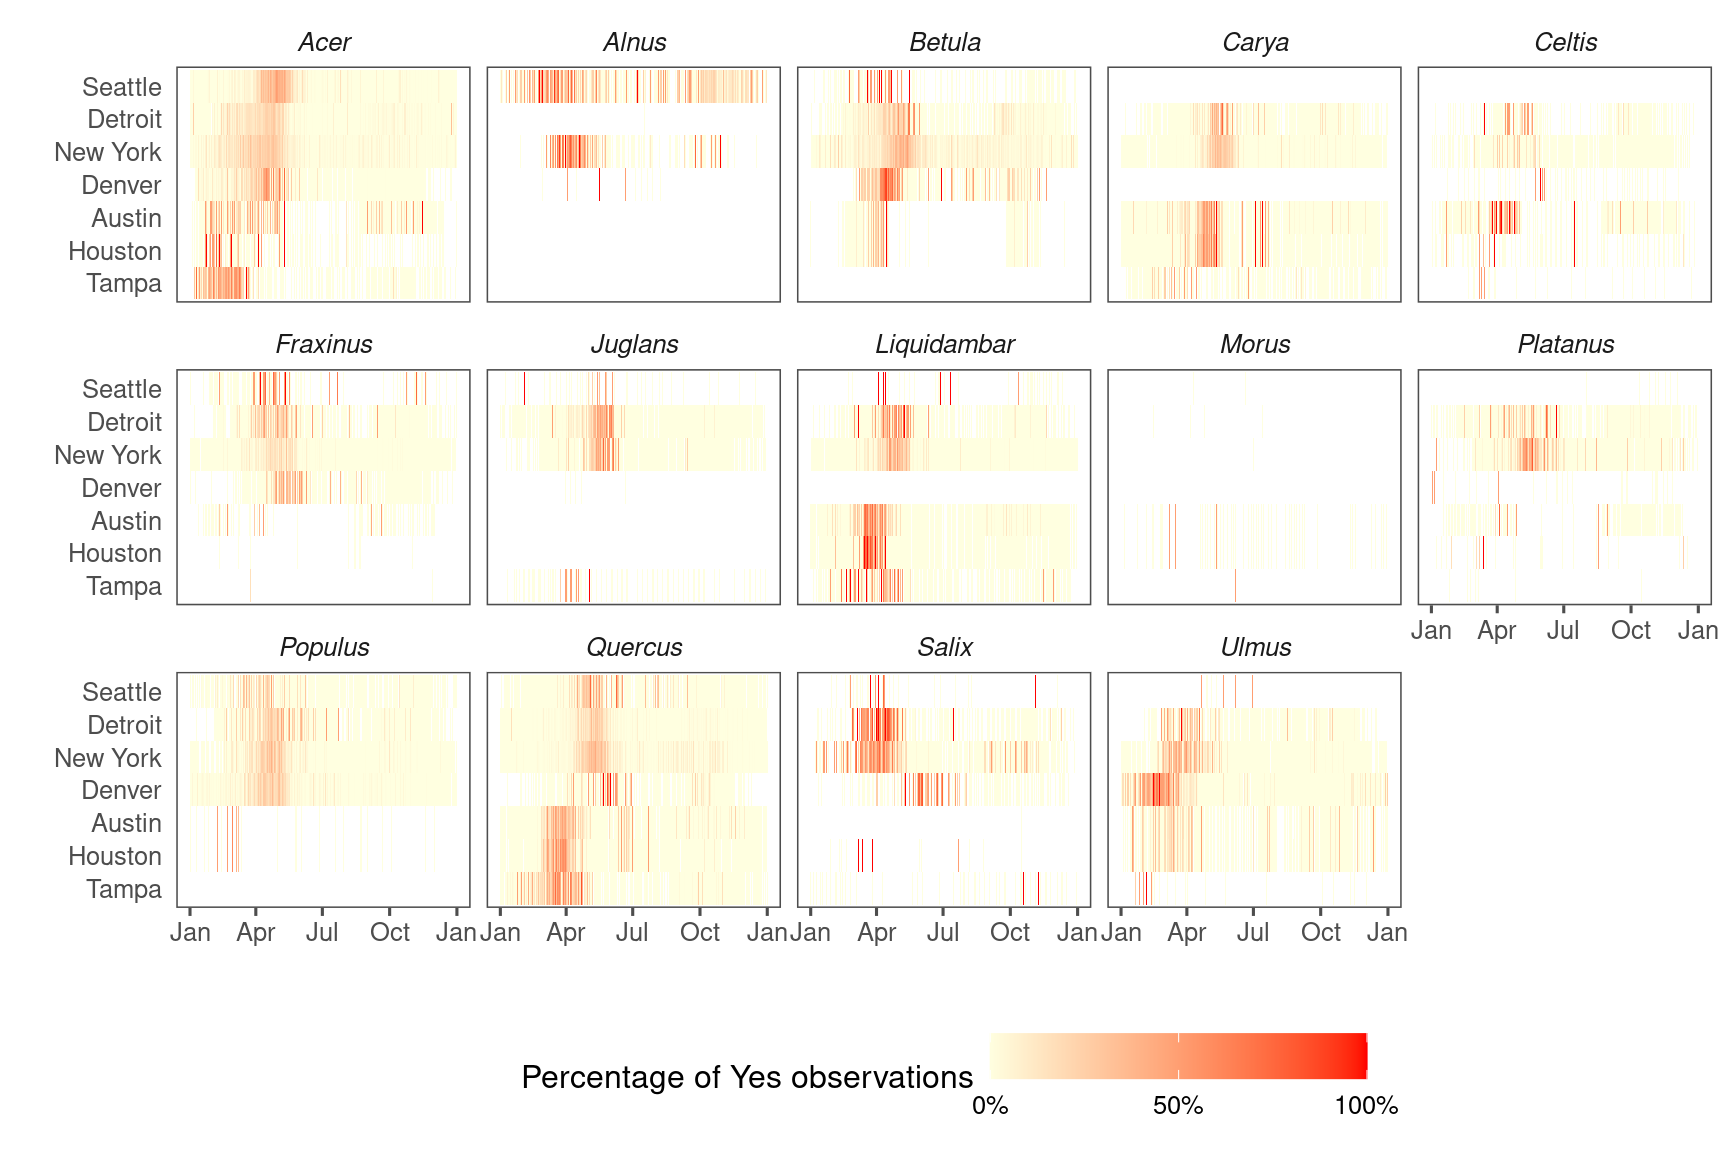 Acer Alnus Betula Carya Celtis
Seattle
Detroit
New York
Denver
Austin
Houston
Tampa
Fraxinus Juglans Liquidambar Morus Platanus
Seattle
Detroit
New York
Denver
Austin
Houston
Tampa
Jan Apr Jul Oct Jan
Populus Quercus Salix Ulmus
Seattle
Detroit
New York
Denver
Austin
Houston
Tampa
Jan Apr Jul Oct Jan Jan Apr Jul Oct Jan Jan Apr Jul Oct Jan Jan Apr Jul Oct Jan
Percentage of Yes observations
0% 50% 100%